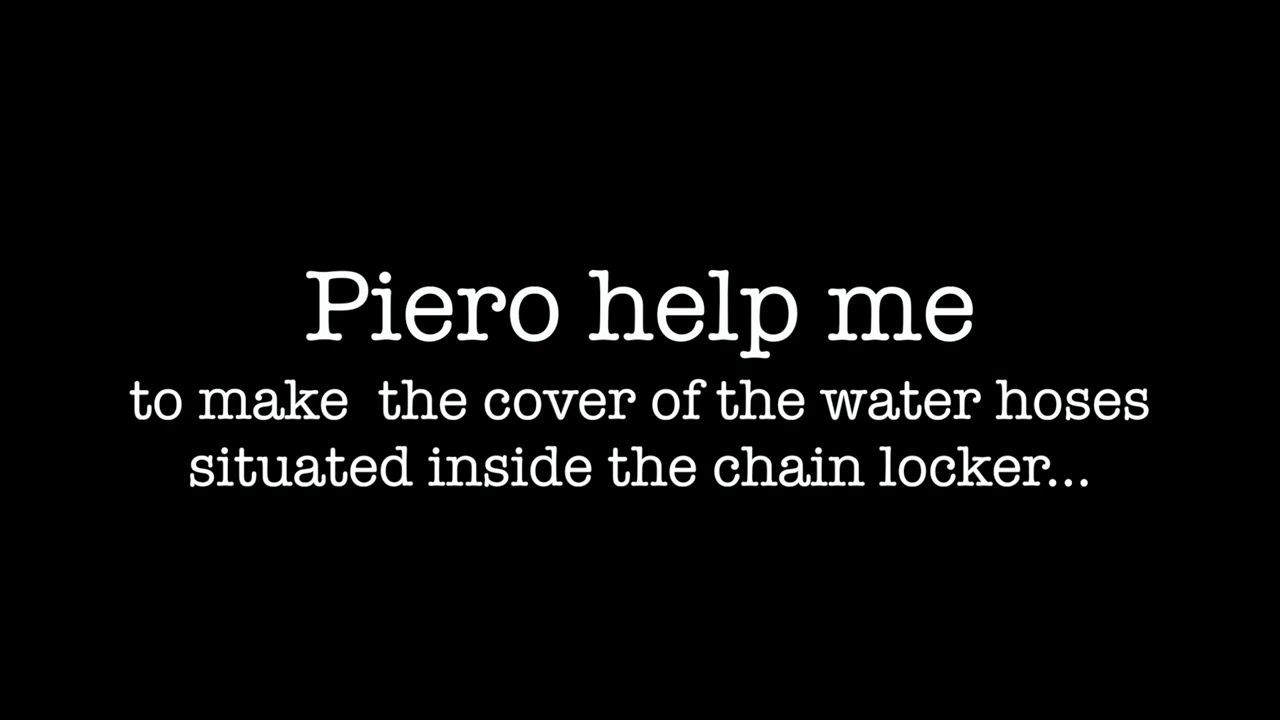 Piero help me
to make  the cover of the water hoses
situated inside the chain locker...